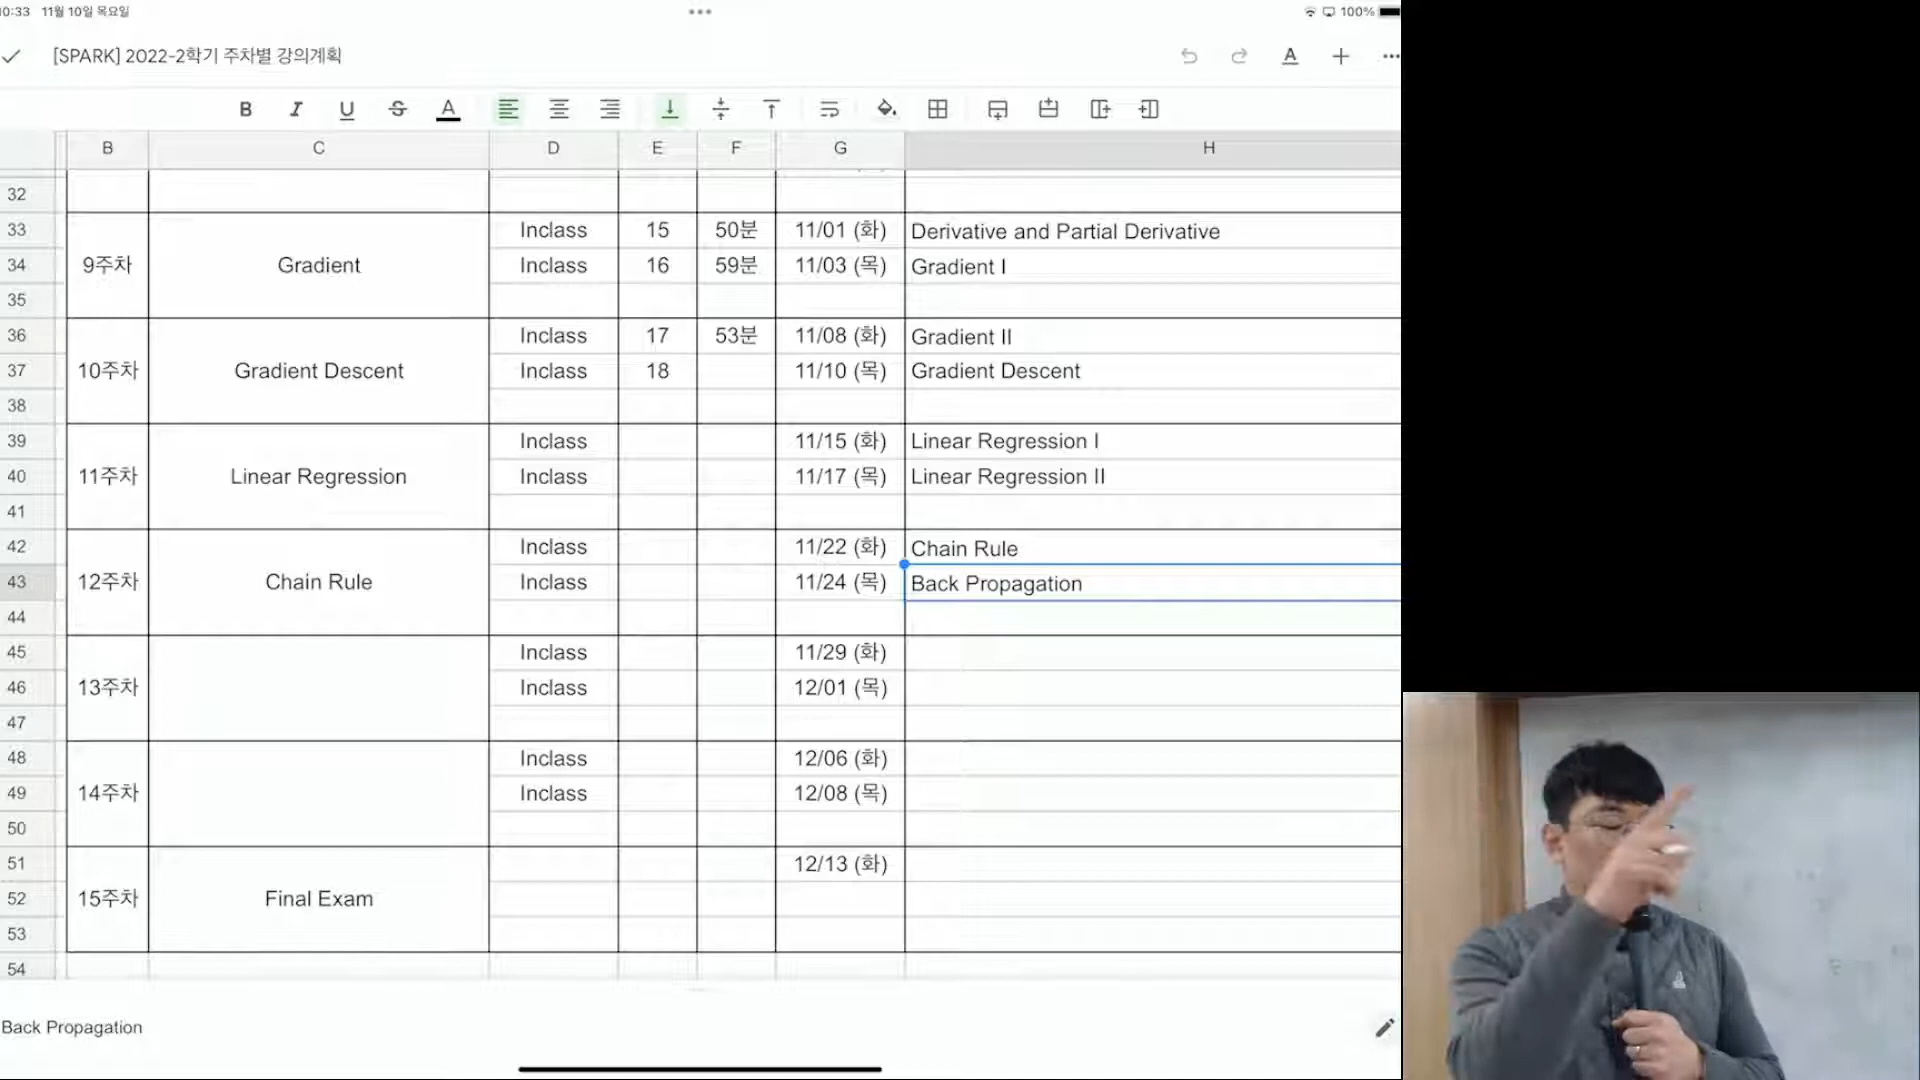 0:33 11월 10일 목요일 100%
[SPARK] 2022-2학기 주차별 강의계획
B I U S A
B C D E F G H
32
33 Inclass 15 50분 11/01 (화) Derivative and Partial Derivative
34 9주차 Gradient Inclass 16 59분 11/03 (목) Gradient I
35
36 Inclass 17 53분 11/08 (화) Gradient II
37 10주차 Gradient Descent Inclass 18 11/10 (목) Gradient Descent
38
39 Inclass 11/15 (화) Linear Regression I
40 11주차 Linear Regression Inclass 11/17 (목) Linear Regression II
41
42 Inclass 11/22 (화) Chain Rule
43 12주차 Chain Rule Inclass 11/24 (목) Back Propagation
44
45 Inclass 11/29 (화)
46 13주차 Inclass 12/01 (목)
47
48 Inclass 12/06 (화)
49 14주차 Inclass 12/08 (목)
50
51 12/13 (화)
52 15주차 Final Exam
53
54
Back Propagation